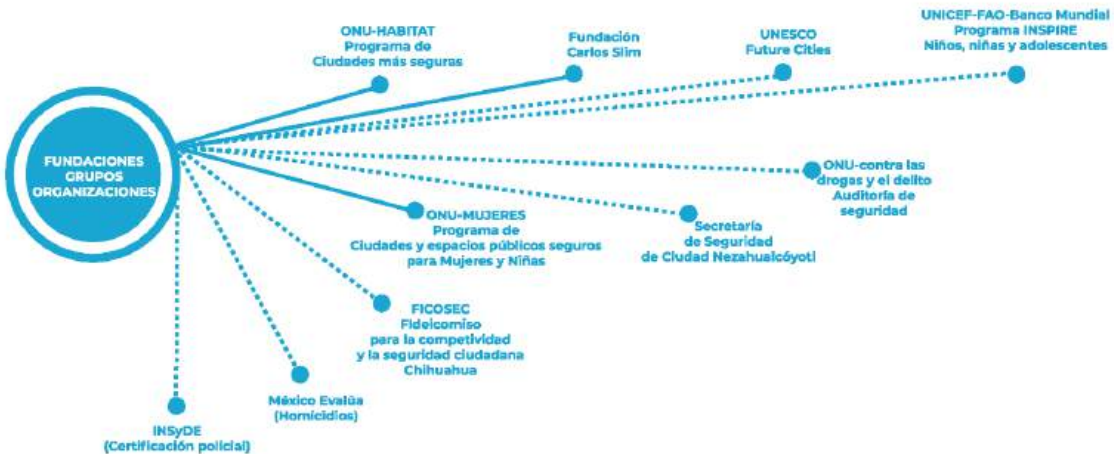 FUNDACIONES
GRUPOS
ORGANIZACIONES
ONU-HABITAT
Programa de
Ciudades más seguras
Fundación
Carlos Slim
UNESCO
Future Cities
UNICEF-FAO-Banco Mundial
Programa INSPIRE
Niños, niñas y adolescentes
ONU-contra las
drogas y el delito
Auditoría de
seguridad
Secretaría
de Seguridad
de Ciudad Nezahualcóyotl
ONU-MUJERES
Programa de
Ciudades y espacios públicos seguros
para Mujeres y Niñas
FICOSEC
Fideicomiso
para la competividad
y la seguridad ciudadana
Chihuahua
México Evalúa
(Homicidios)
INSyDE
(Certificación policial)